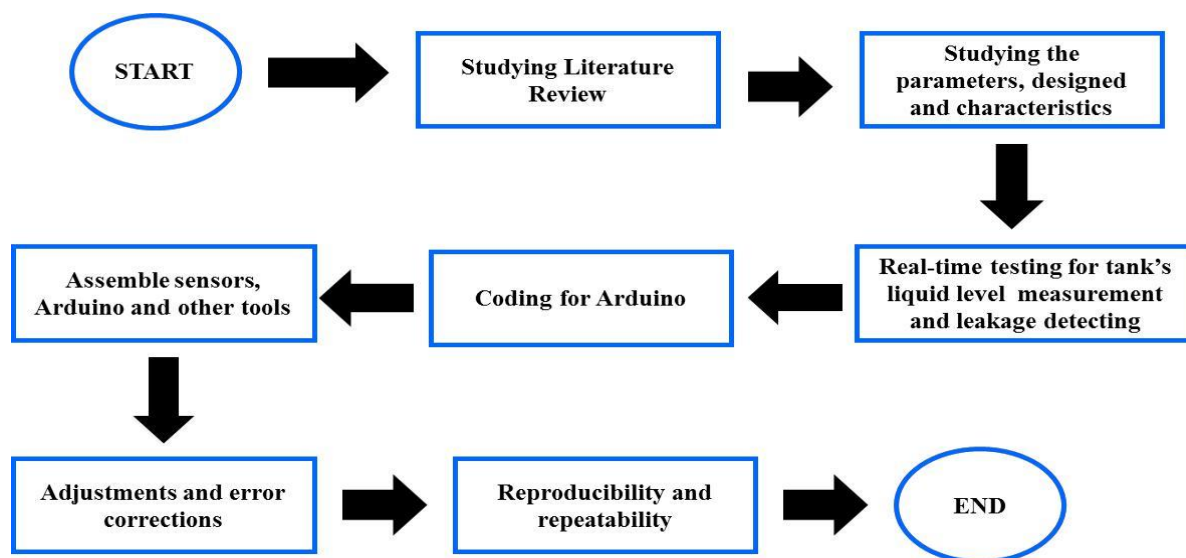 START
Studying Literature
Review
Studying the
parameters, designed
and characteristics
Real-time testing for tank's
liquid level measurement
and leakage detecting
Coding for Arduino
Assemble sensors,
Arduino and other tools
Adjustments and error
corrections
Reproducibility and
repeatability
END